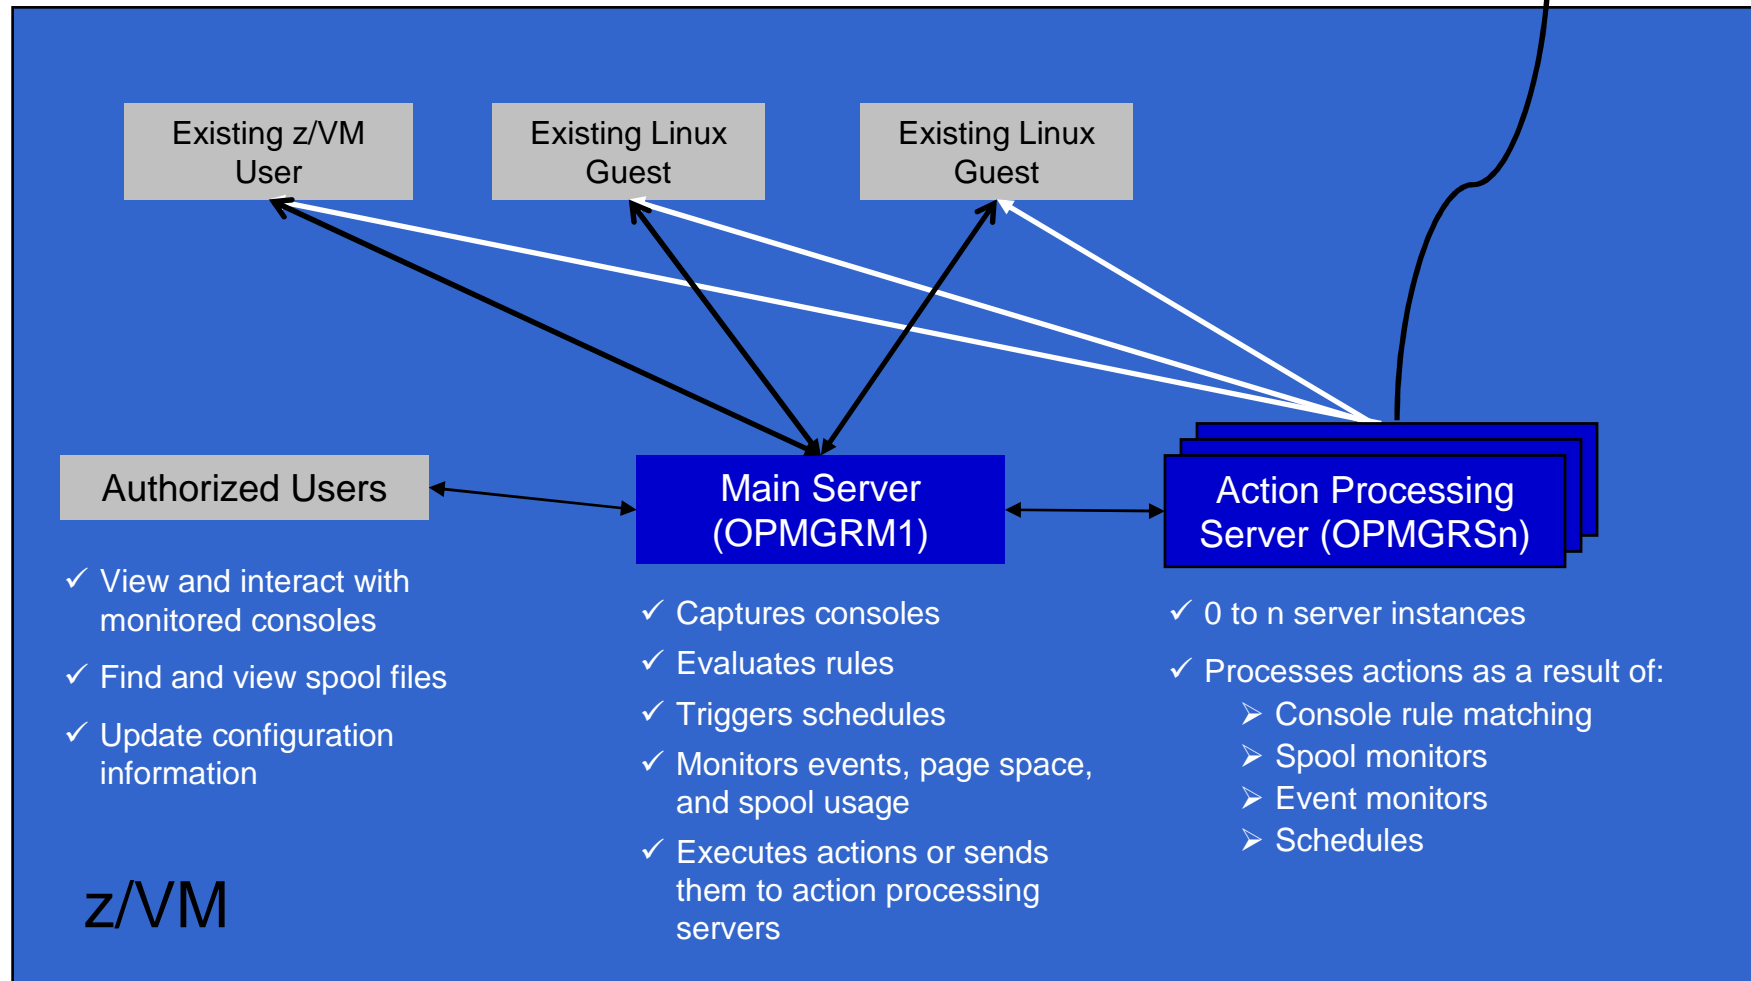 Existing z/VM
User
Existing Linux
Guest
Existing Linux
Guest
Authorized Users
✓ View and interact with
monitored consoles
✓ Find and view spool files
✓ Update configuration
information
Main Server
(OPMGRM1)
✓ Captures consoles
✓ Evaluates rules
✓ Triggers schedules
✓ Monitors events, page space,
and spool usage
✓ Executes actions or sends
them to action processing
servers
Action Processing
Server (OPMGRSn)
✓ 0 to n server instances
✓ Processes actions as a result of:
➢ Console rule matching
➢ Spool monitors
➢ Event monitors
➢ Schedules
z/VM